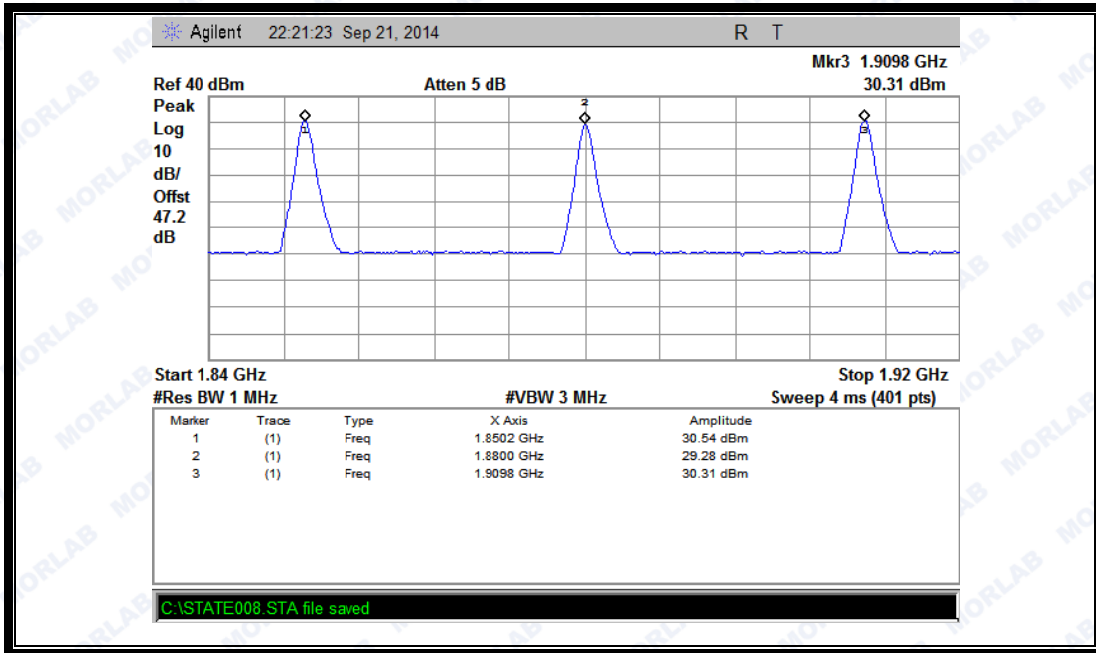 Agilent 22:21:23 Sep 21, 2014 R T
Mkr3 1.9098 GHz
Ref 40 dBm Atten 5 dB 30.31 dBm
Peak
Log
10
dB/
Offst
47.2
dB
1
2
3
Start 1.84 GHz Stop 1.92 GHz
#Res BW 1 MHz #VBW 3 MHz Sweep 4 ms (401 pts)
Marker Trace Type X Axis Amplitude
1 (1) Freq 1.8502 GHz 30.54 dBm
2 (1) Freq 1.8800 GHz 29.28 dBm
3 (1) Freq 1.9098 GHz 30.31 dBm
C:\STATE008.STA file saved
MORLAB